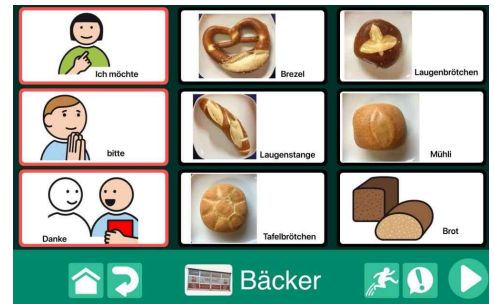 Ich möchte
Brezel
Laugenbrötchen
bitte
Laugenstange
Mühli
Danke
Tafelbrötchen
Brot
Bäcker